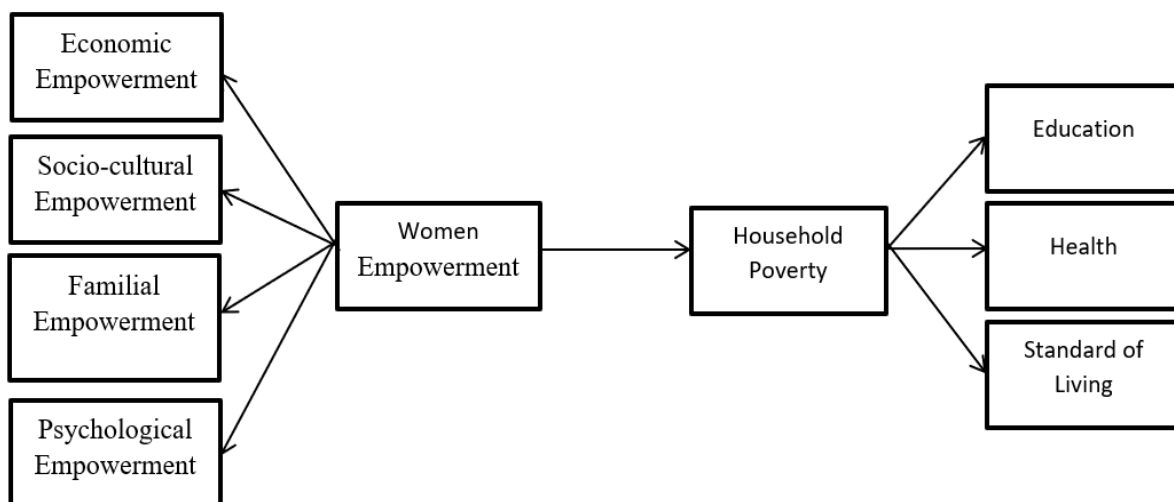 Economic
Empowerment
Socio-cultural
Empowerment
Familial
Empowerment
Psychological
Empowerment
Women
Empowerment
Household
Poverty
Education
Health
Standard of
Living